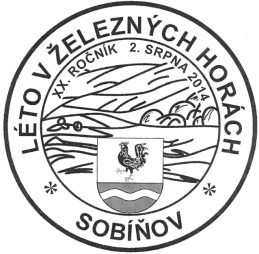 LÉTO V ŽELEZNÝCH HORÁCH
XX. ROČNÍK 2. SRPNA 2014
* SOBÍŇOV *